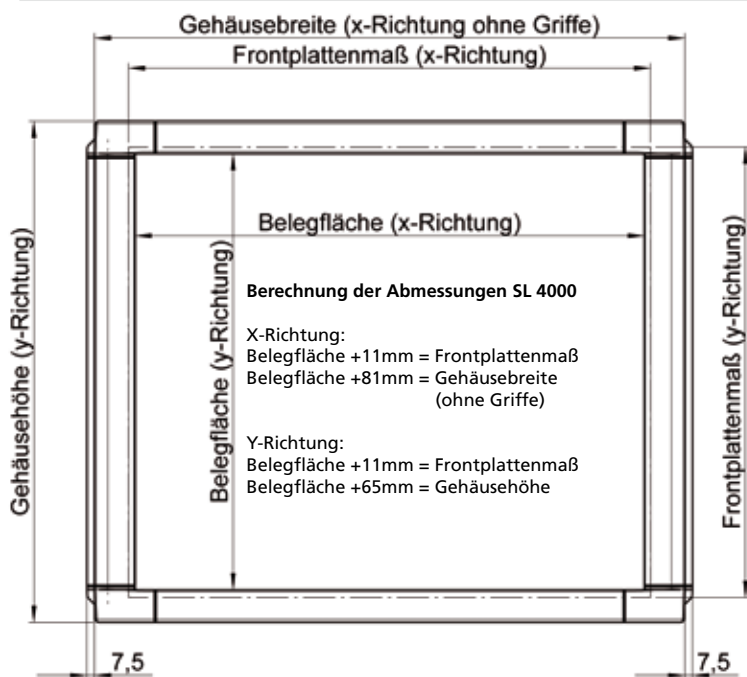 Gehäusebreite (x-Richtung ohne Griffe)
Frontplattenmaß (x-Richtung)
Gehäusehöhe (y-Richtung)
Belegfläche (y-Richtung)
Belegfläche (x-Richtung)
Frontplattenmaß (y-Richtung)
Berechnung der Abmessungen SL 4000
X-Richtung:
Belegfläche +11mm = Frontplattenmaß
Belegfläche +81mm = Gehäusebreite
(ohne Griffe)
Y-Richtung:
Belegfläche +11mm = Frontplattenmaß
Belegfläche +65mm = Gehäusehöhe
7,5
7,5